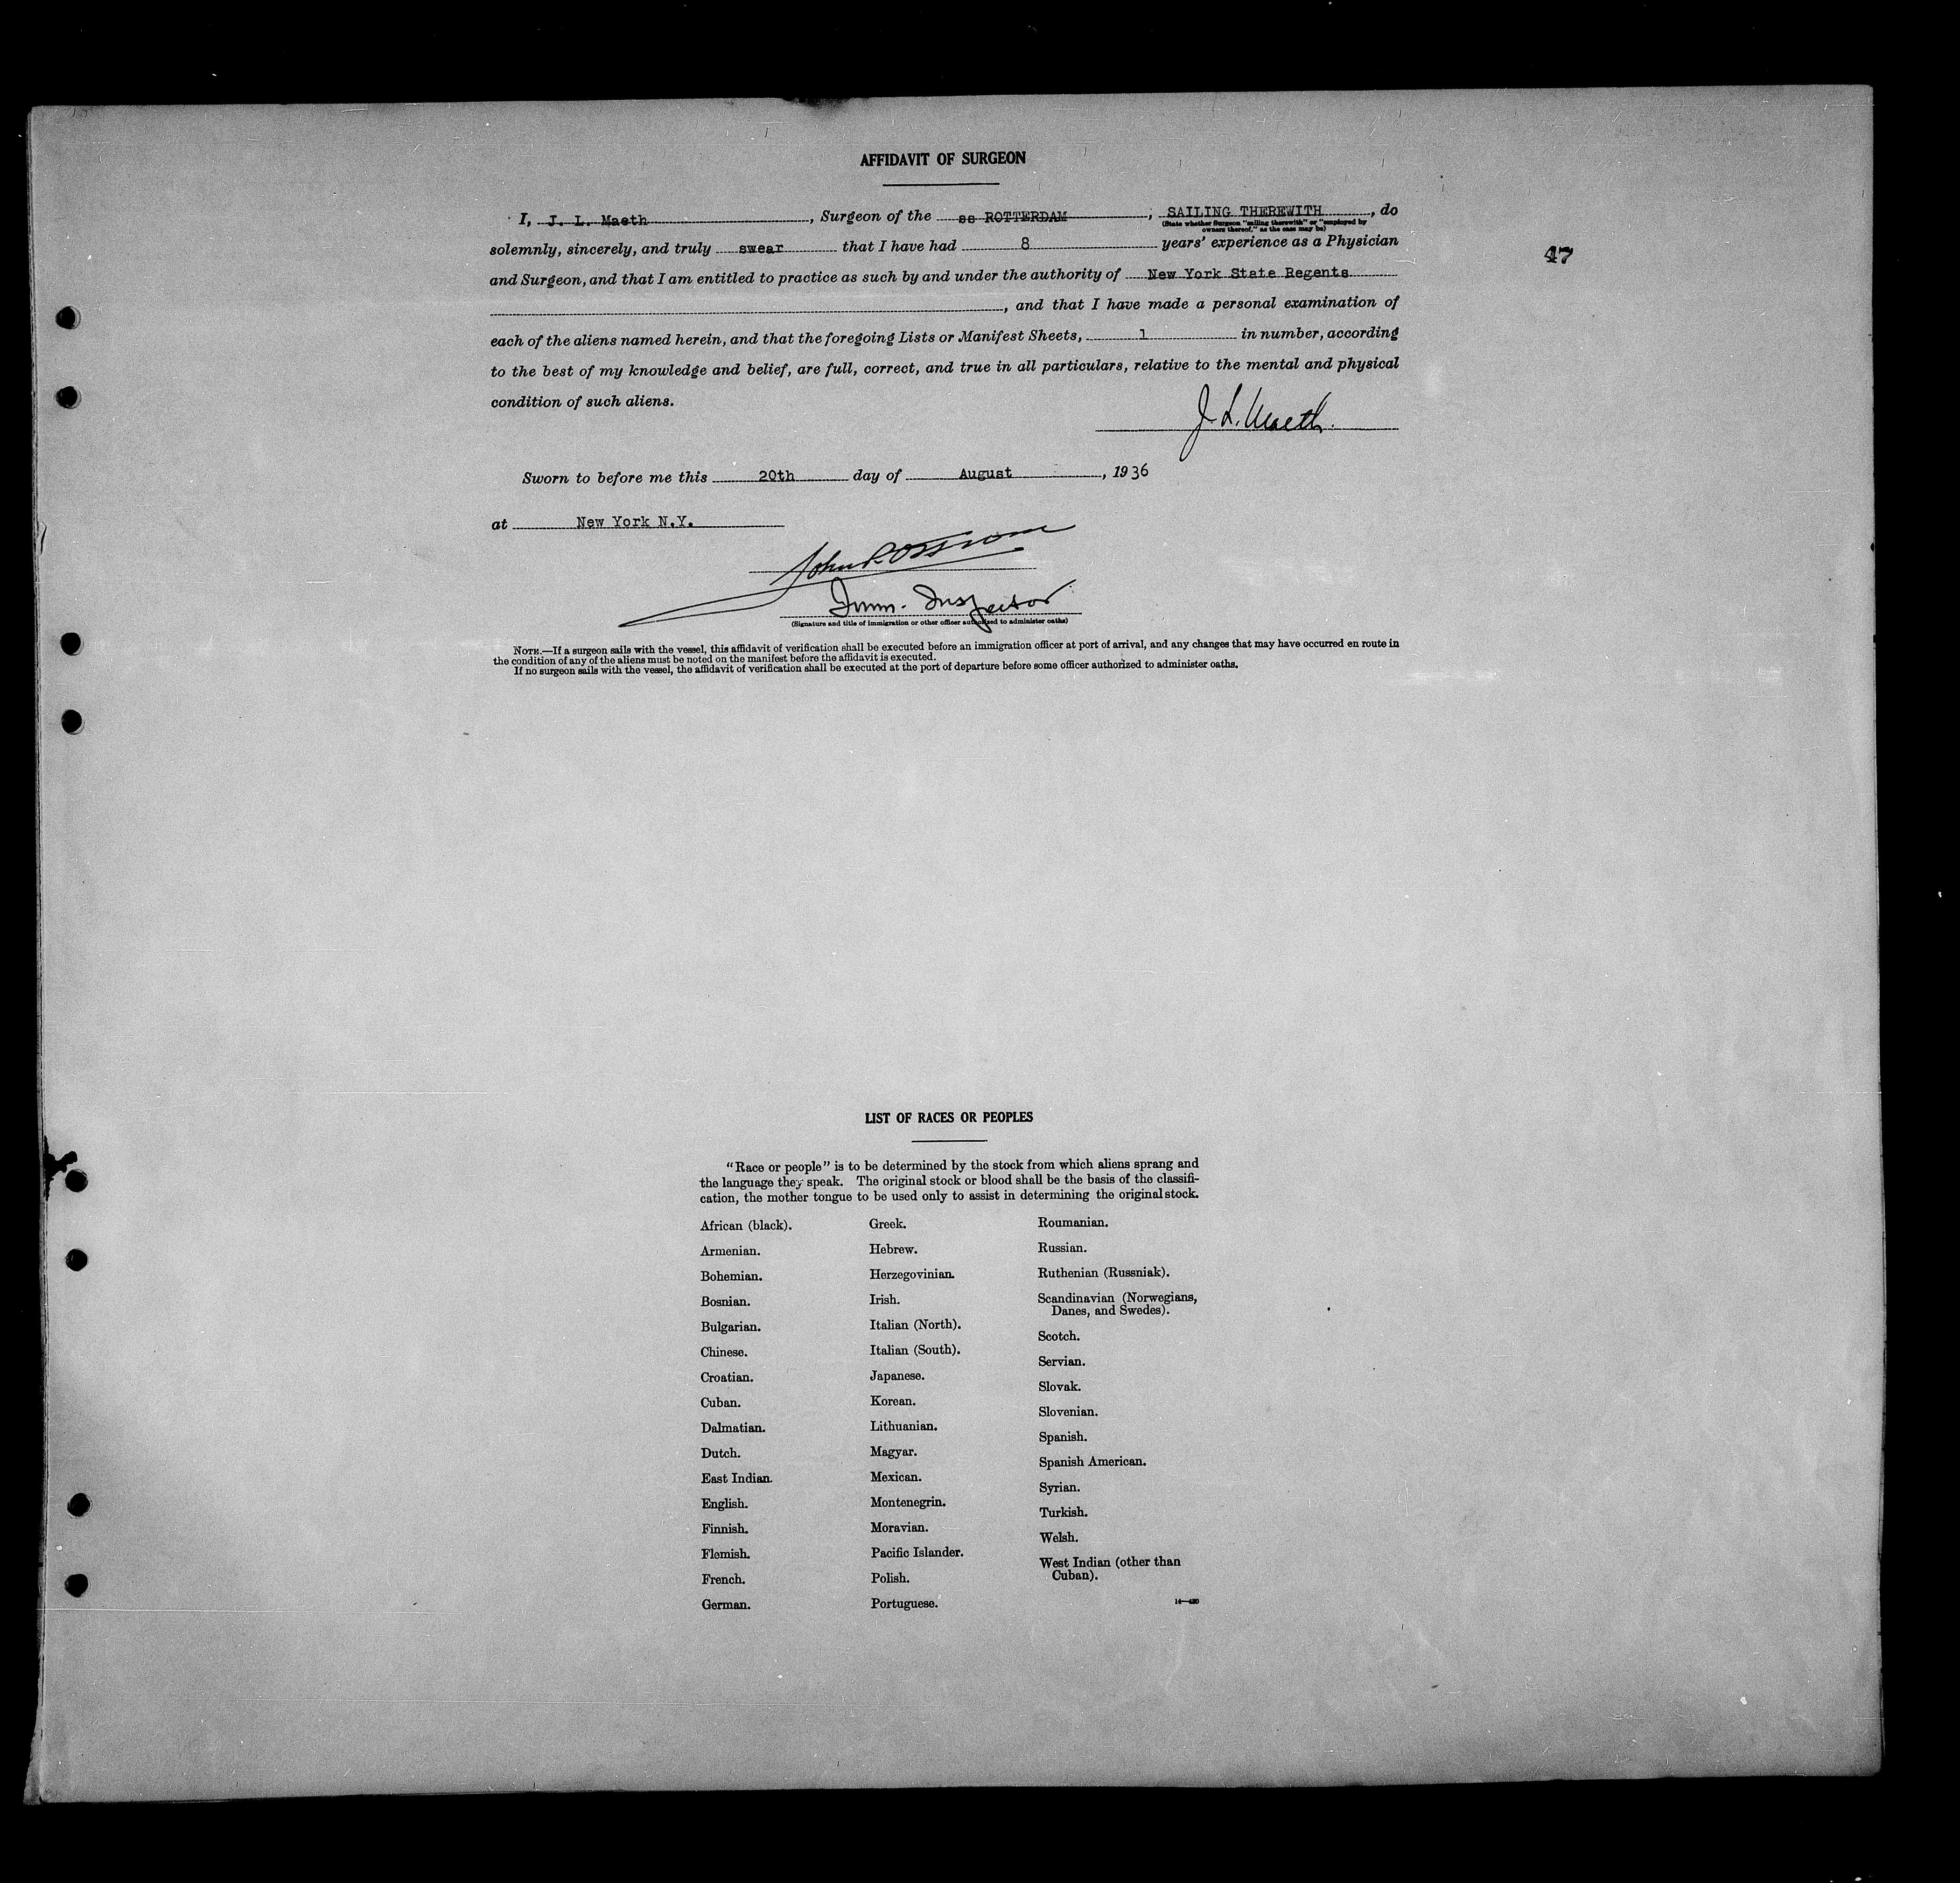 AFFIDAVIT OF SURGEON
I, J. L. Maeth, Surgeon of the ss ROTTERDAM, SAILING THEREWITH, do
(State whether Surgeon "sailing therewith" or "employed by
owners thereof," as the case may be)
solemnly, sincerely, and truly swear that I have had 8 years' experience as a Physician
47
and Surgeon, and that I am entitled to practice as such by and under the authority of New York State Regents
, and that I have made a personal examination of
each of the aliens named herein, and that the foregoing Lists or Manifest Sheets, 1 in number, according
to the best of my knowledge and belief, are full, correct, and true in all particulars, relative to the mental and physical
condition of such aliens.
J. L. Maeth.
Sworn to before me this 20th day of August, 1936
at New York N.Y.
John
Imm. Inspector
(Signature and title of immigration or other officer authorized to administer oaths)
NOTE.—If a surgeon sails with the vessel, this affidavit of verification shall be executed before an immigration officer at port of arrival, and any changes that may have occurred en route in
the condition of any of the aliens must be noted on the manifest before the affidavit is executed.
If no surgeon sails with the vessel, the affidavit of verification shall be executed at the port of departure before some officer authorized to administer oaths.
LIST OF RACES OR PEOPLES
"Race or people" is to be determined by the stock from which aliens sprang and
the language they speak. The original stock or blood shall be the basis of the classifi-
cation, the mother tongue to be used only to assist in determining the original stock.
African (black).
Armenian.
Bohemian.
Bosnian.
Bulgarian.
Chinese.
Croatian.
Cuban.
Dalmatian.
Dutch.
East Indian.
English.
Finnish.
Flemish.
French.
German.
Greek.
Hebrew.
Herzegovinian.
Irish.
Italian (North).
Italian (South).
Japanese.
Korean.
Lithuanian.
Magyar.
Mexican.
Montenegrin.
Moravian.
Pacific Islander.
Polish.
Portuguese.
Roumanian.
Russian.
Ruthenian (Russniak).
Scandinavian (Norwegians,
Danes, and Swedes).
Scotch.
Servian.
Slovak.
Slovenian.
Spanish.
Spanish American.
Syrian.
Turkish.
Welsh.
West Indian (other than
Cuban).